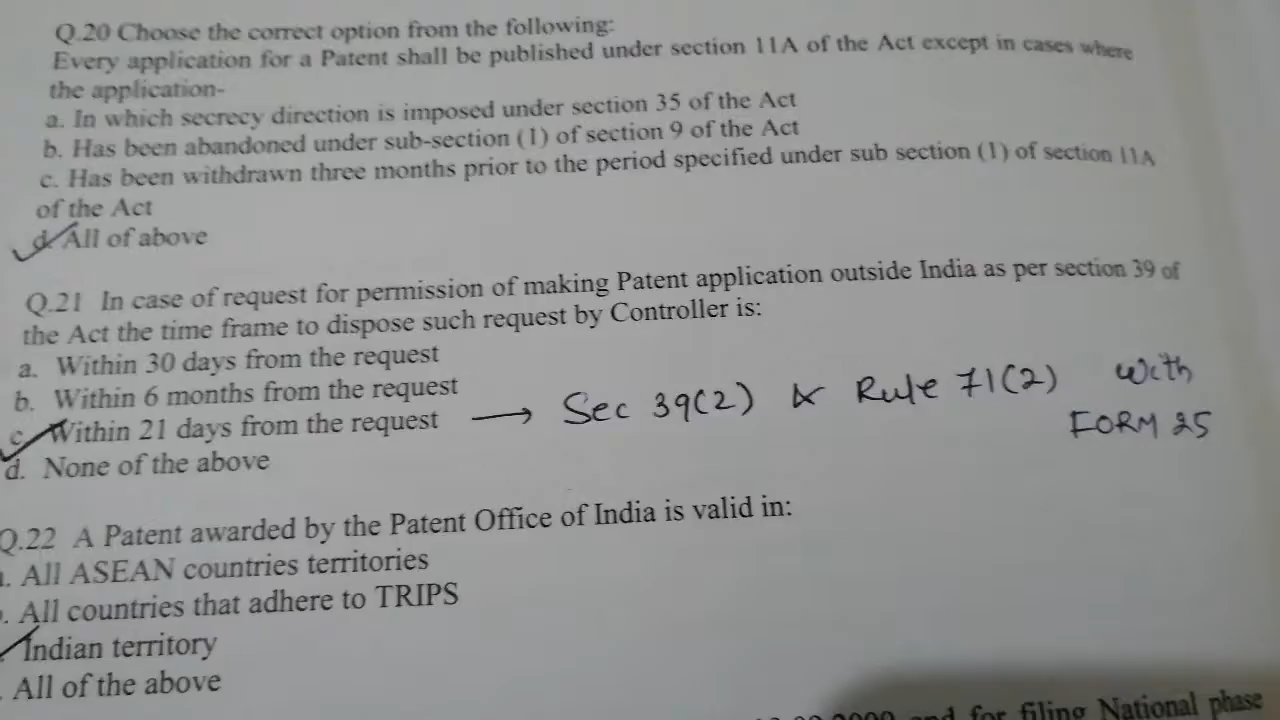 Q.20 Choose the correct option from the following:
Every application for a Patent shall be published under section 11A of the Act except in cases where
the application-
a. In which secrecy direction is imposed under section 35 of the Act
b. Has been abandoned under sub-section (1) of section 9 of the Act
c. Has been withdrawn three months prior to the period specified under sub section (1) of section 11A
of the Act
d. All of above
Q.21 In case of request for permission of making Patent application outside India as per section 39 of
the Act the time frame to dispose such request by Controller is:
a. Within 30 days from the request
b. Within 6 months from the request
c. Within 21 days from the request → Sec 39(2) & Rule 71(2) with
FORM 25
d. None of the above
Q.22 A Patent awarded by the Patent Office of India is valid in:
. All ASEAN countries territories
. All countries that adhere to TRIPS
Indian territory
. All of the above
and for filing National phase